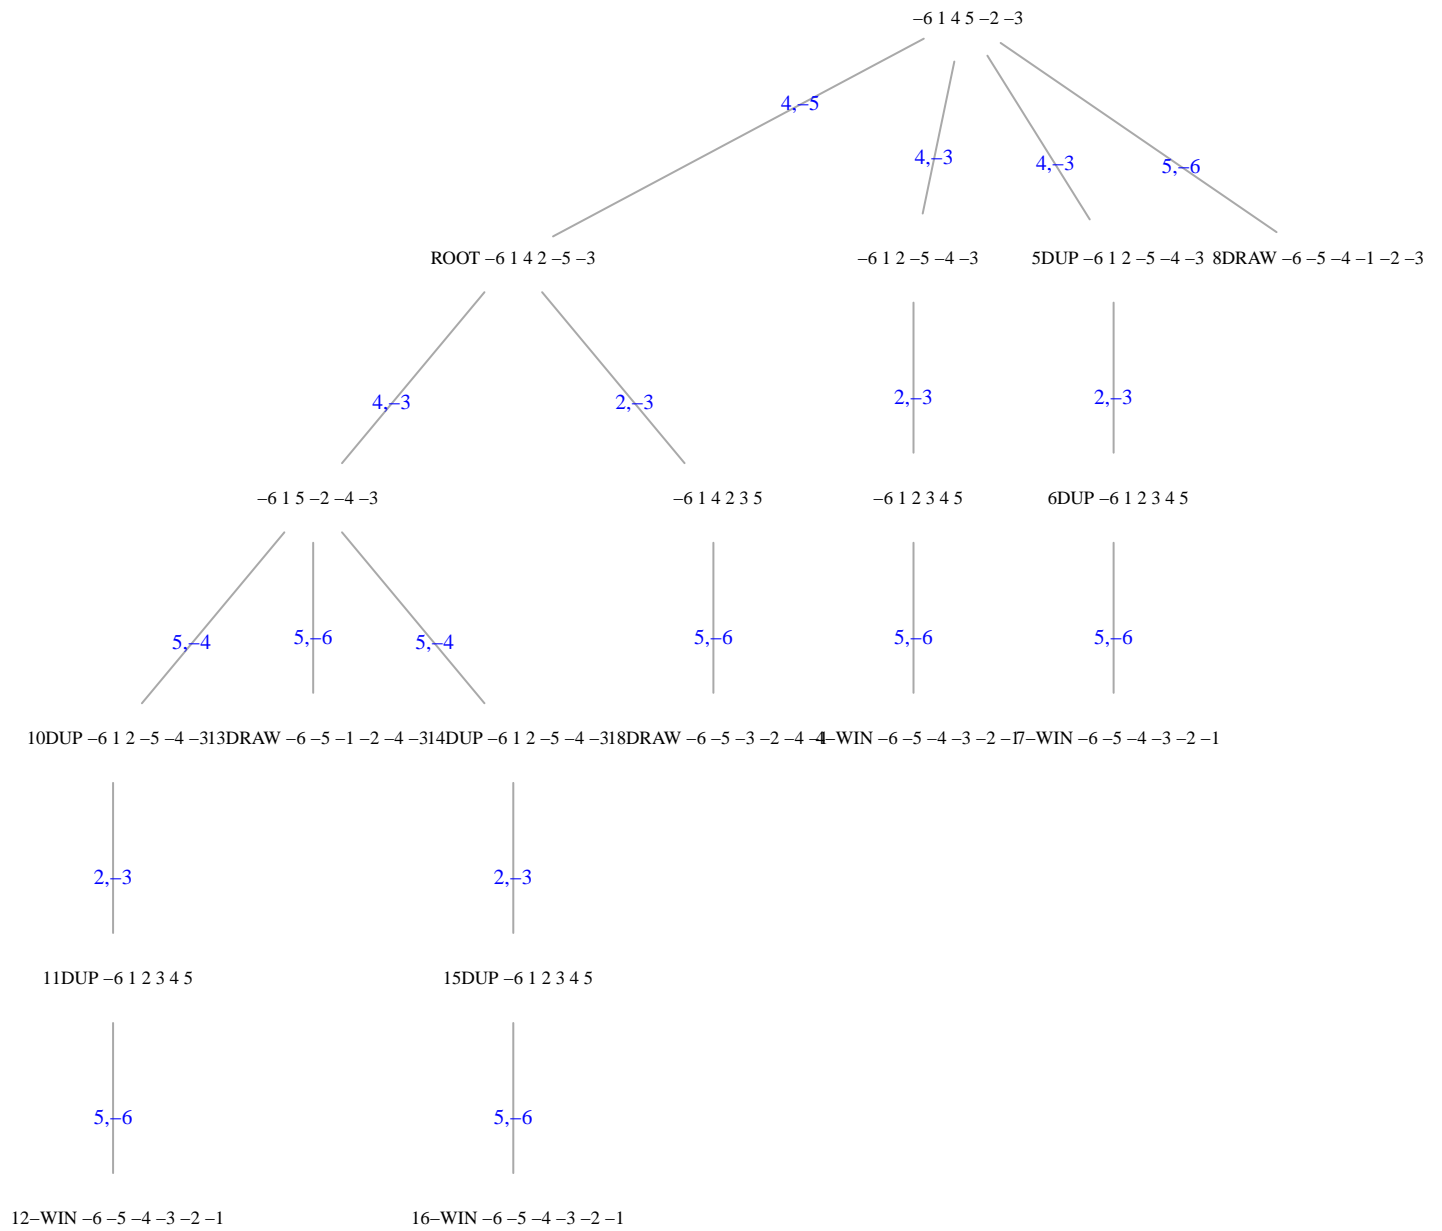 –6 1 4 5 –2 –3
4,–5
4,–3
4,–3
5,–6
ROOT –6 1 4 2 –5 –3
–6 1 2 –5 –4 –3
5DUP –6 1 2 –5 –4 –3
8DRAW –6 –5 –4 –1 –2 –3
4,–3
2,–3
2,–3
2,–3
–6 1 5 –2 –4 –3
–6 1 4 2 3 5
–6 1 2 3 4 5
6DUP –6 1 2 3 4 5
5,–4
5,–6
5,–4
5,–6
5,–6
5,–6
10DUP –6 1 2 –5 –4 –3
13DRAW –6 –5 –1 –2 –4 –3
14DUP –6 1 2 –5 –4 –3
18DRAW –6 –5 –3 –2 –4 –1
4–WIN –6 –5 –4 –3 –2 –1
7–WIN –6 –5 –4 –3 –2 –1
2,–3
2,–3
11DUP –6 1 2 3 4 5
15DUP –6 1 2 3 4 5
5,–6
5,–6
12–WIN –6 –5 –4 –3 –2 –1
16–WIN –6 –5 –4 –3 –2 –1